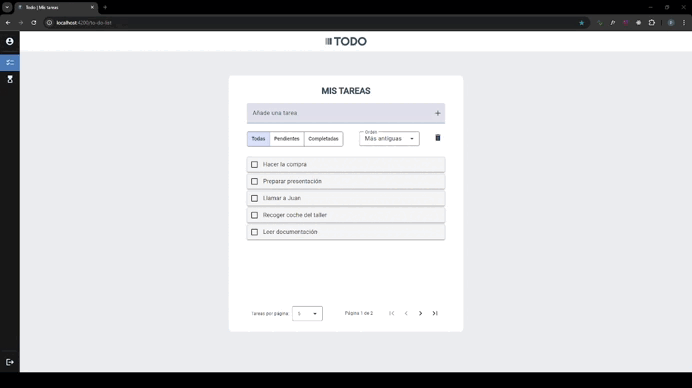 Todo | Mis tareas
localhost:4200/to-do-list
TODO
MIS TAREAS
Añade una tarea
Todas Pendientes Completadas
Orden
Más antiguas
Hacer la compra
Preparar presentación
Llamar a Juan
Recoger coche del taller
Leer documentación
Tareas por página: 5 Página 1 de 2